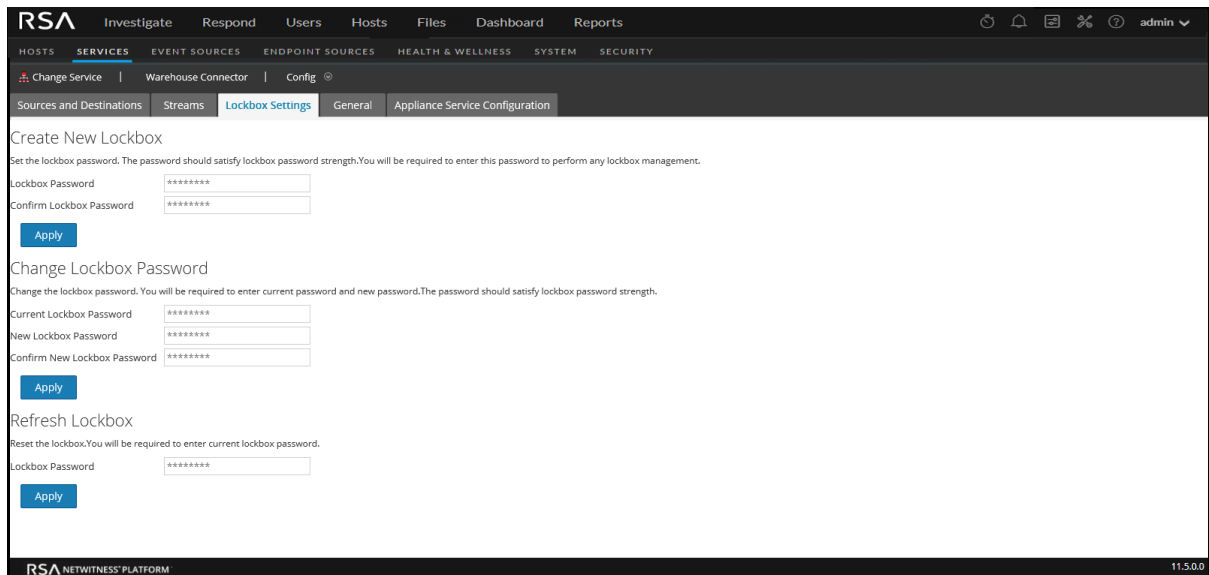 RSA Investigate Respond Users Hosts Files Dashboard Reports admin
HOSTS SERVICES EVENT SOURCES ENDPOINT SOURCES HEALTH & WELLNESS SYSTEM SECURITY
Change Service | Warehouse Connector | Config
Sources and Destinations Streams Lockbox Settings General Appliance Service Configuration
Create New Lockbox
Set the lockbox password. The password should satisfy lockbox password strength.You will be required to enter this password to perform any lockbox management.
Lockbox Password ********
Confirm Lockbox Password ********
Apply
Change Lockbox Password
Change the lockbox password. You will be required to enter current password and new password.The password should satisfy lockbox password strength.
Current Lockbox Password ********
New Lockbox Password ********
Confirm New Lockbox Password ********
Apply
Refresh Lockbox
Reset the lockbox.You will be required to enter current lockbox password.
Lockbox Password ********
Apply
RSA NETWITNESS PLATFORM 11.5.0.0